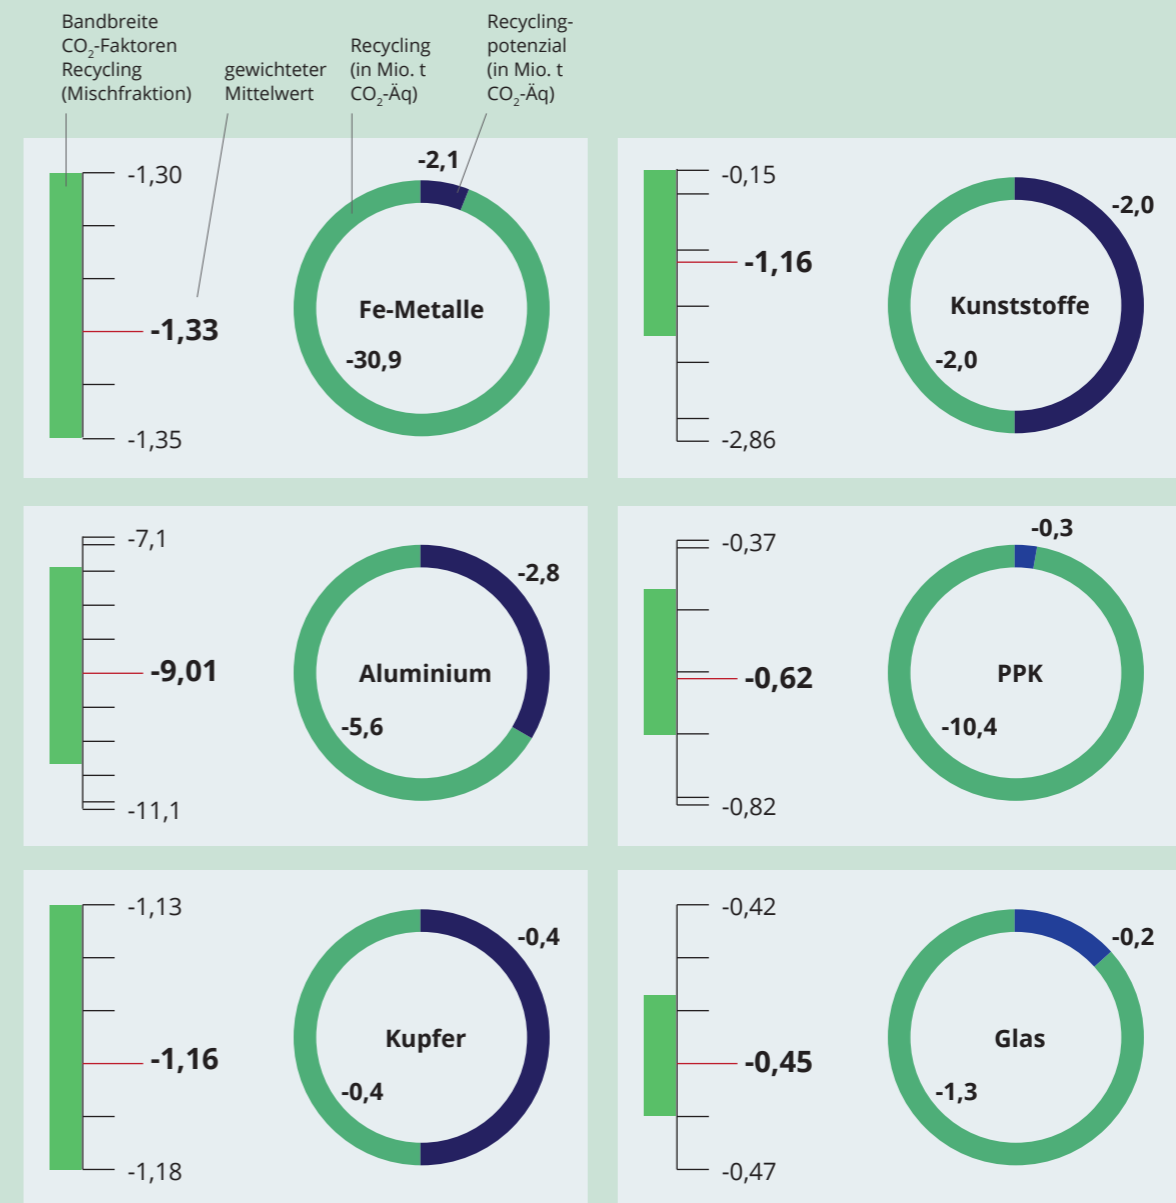 Bandbreite
CO₂-Faktoren
Recycling
(Mischfraktion)
gewichteter
Mittelwert
Recycling
(in Mio. t
CO₂-Äq)
Recycling-
potenzial
(in Mio. t
CO₂-Äq)
-1,30
-1,33
-1,35
-2,1
Fe-Metalle
-30,9
-0,15
-1,16
-2,86
-2,0
Kunststoffe
-2,0
-7,1
-9,01
-11,1
-2,8
Aluminium
-5,6
-0,37
-0,62
-0,82
-0,3
PPK
-10,4
-1,13
-1,16
-1,18
-0,4
Kupfer
-0,4
-0,42
-0,45
-0,47
-0,2
Glas
-1,3